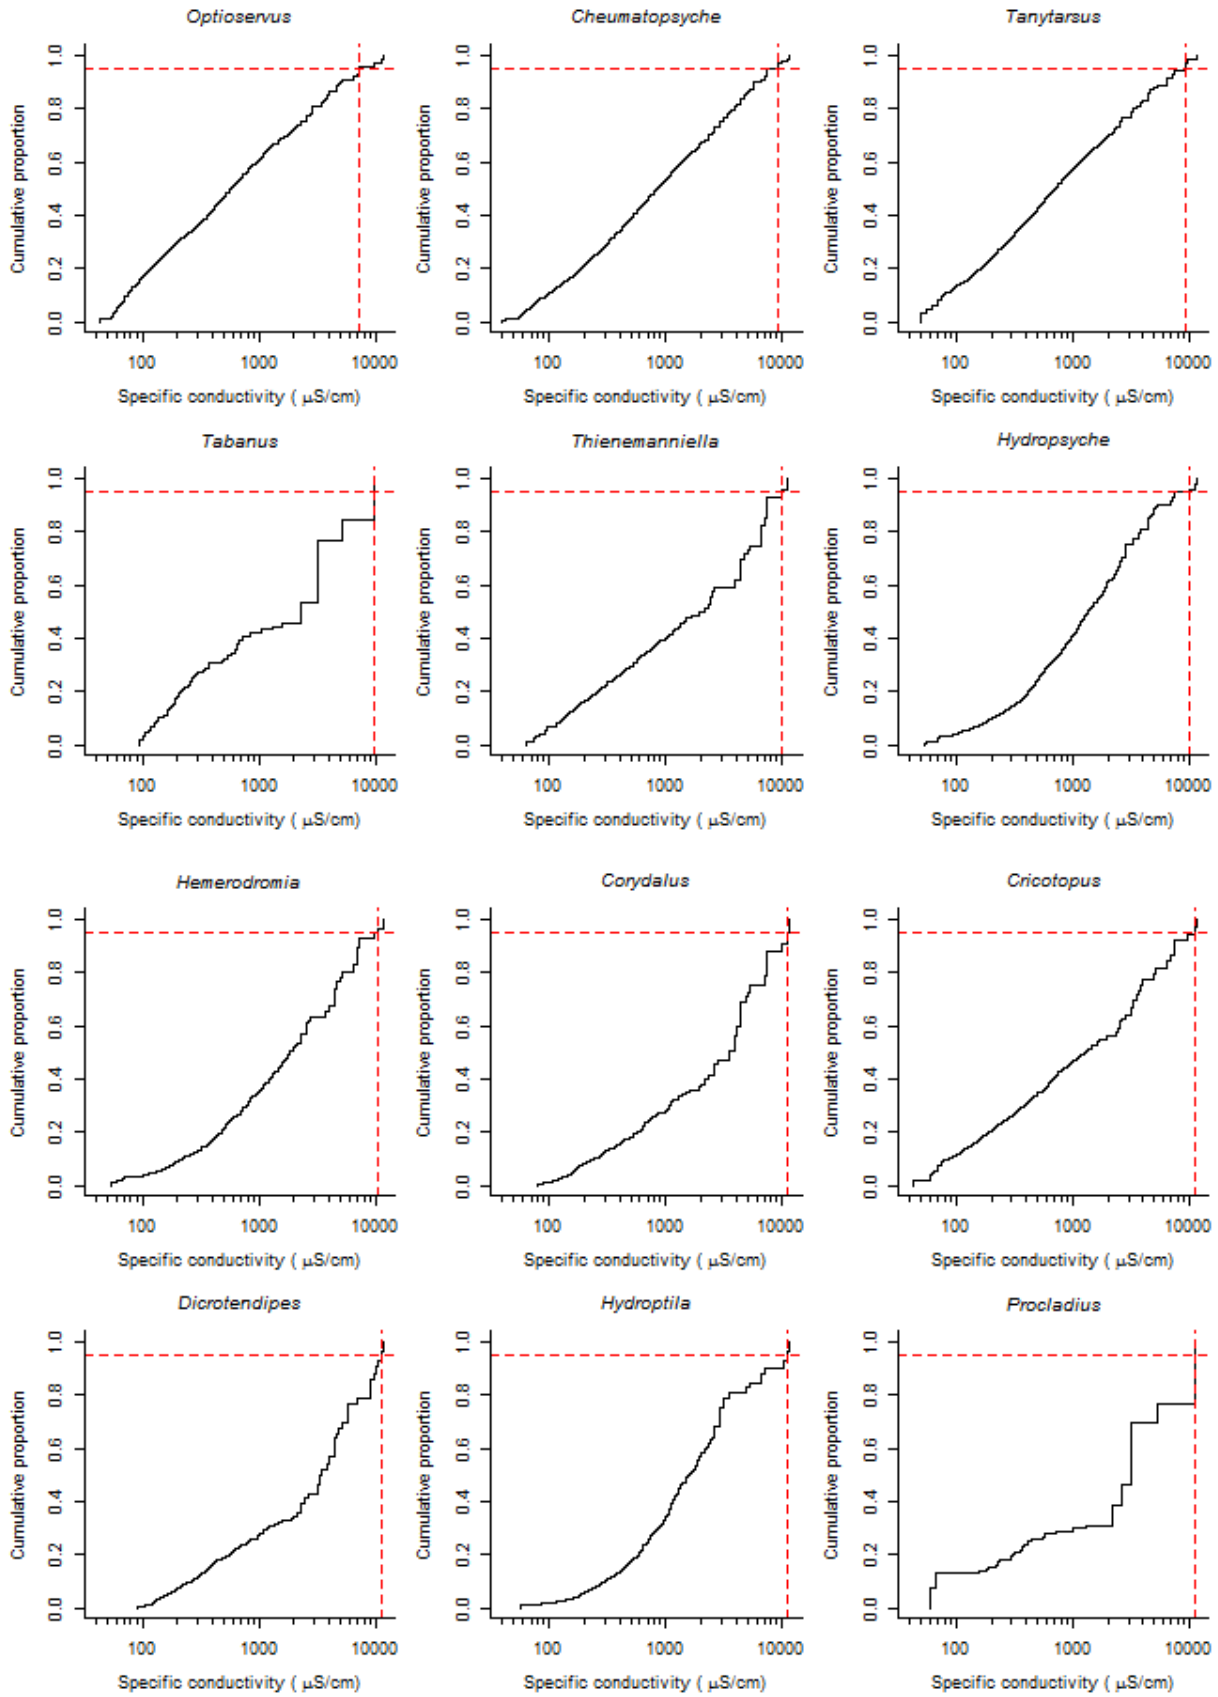 Optioservus
Cumulative proportion
0.0 0.2 0.4 0.6 0.8 1.0
100 1000 10000
Specific conductivity ( μS/cm)
Cheumatopsyche
Cumulative proportion
0.0 0.2 0.4 0.6 0.8 1.0
100 1000 10000
Specific conductivity ( μS/cm)
Tanytarsus
Cumulative proportion
0.0 0.2 0.4 0.6 0.8 1.0
100 1000 10000
Specific conductivity ( μS/cm)
Tabanus
Cumulative proportion
0.0 0.2 0.4 0.6 0.8 1.0
100 1000 10000
Specific conductivity ( μS/cm)
Thienemanniella
Cumulative proportion
0.0 0.2 0.4 0.6 0.8 1.0
100 1000 10000
Specific conductivity ( μS/cm)
Hydropsyche
Cumulative proportion
0.0 0.2 0.4 0.6 0.8 1.0
100 1000 10000
Specific conductivity ( μS/cm)
Hemerodromia
Cumulative proportion
0.0 0.2 0.4 0.6 0.8 1.0
100 1000 10000
Specific conductivity ( μS/cm)
Corydalus
Cumulative proportion
0.0 0.2 0.4 0.6 0.8 1.0
100 1000 10000
Specific conductivity ( μS/cm)
Cricotopus
Cumulative proportion
0.0 0.2 0.4 0.6 0.8 1.0
100 1000 10000
Specific conductivity ( μS/cm)
Dicrotendipes
Cumulative proportion
0.0 0.2 0.4 0.6 0.8 1.0
100 1000 10000
Specific conductivity ( μS/cm)
Hydroptila
Cumulative proportion
0.0 0.2 0.4 0.6 0.8 1.0
100 1000 10000
Specific conductivity ( μS/cm)
Procladius
Cumulative proportion
0.0 0.2 0.4 0.6 0.8 1.0
100 1000 10000
Specific conductivity ( μS/cm)